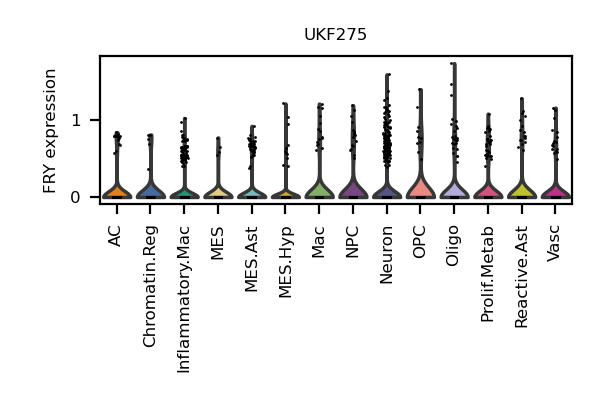 UKF275
FRY expression
1
0
AC
Chromatin.Reg
Inflammatory.Mac
MES
MES.Ast
MES.Hyp
Mac
NPC
Neuron
OPC
Oligo
Prolif.Metab
Reactive.Ast
Vasc